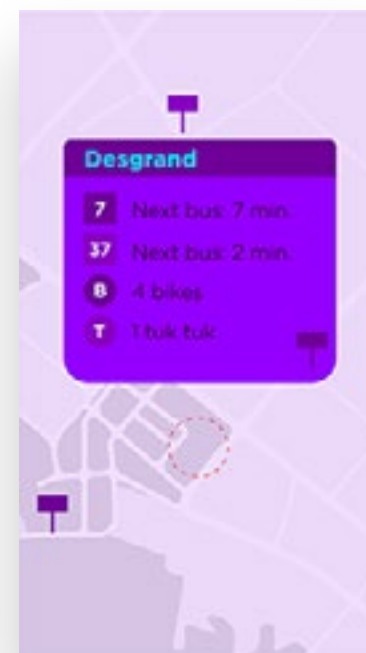 Desgrand
7 Next bus: 7 min.
37 Next bus: 2 min.
B 4 bikes
T 1 tuk tuk